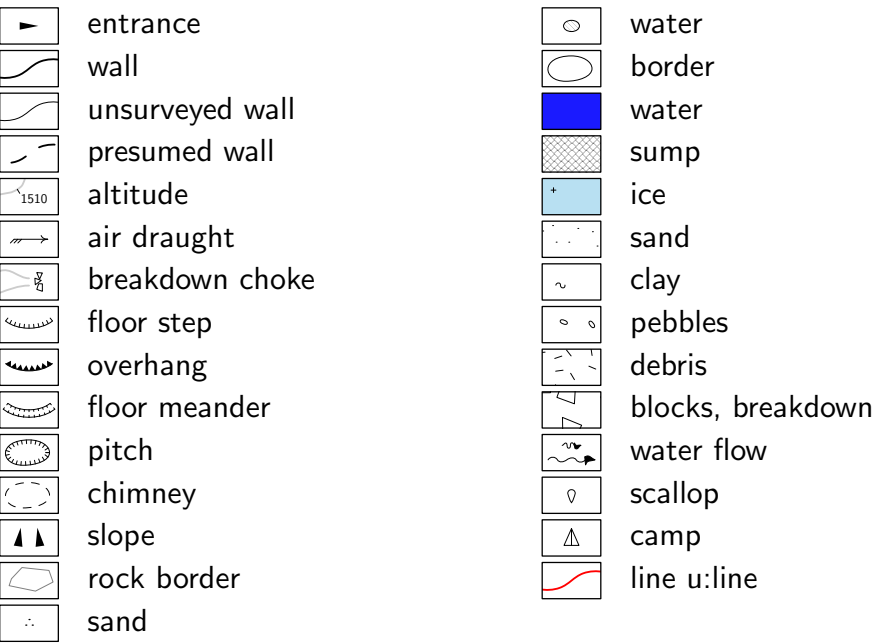 entrance
wall
unsurveyed wall
presumed wall
1510
altitude
air draught
breakdown choke
floor step
overhang
floor meander
pitch
chimney
slope
rock border
sand
water
border
water
sump
ice
sand
clay
pebbles
debris
blocks, breakdown
water flow
scallop
camp
line u:line